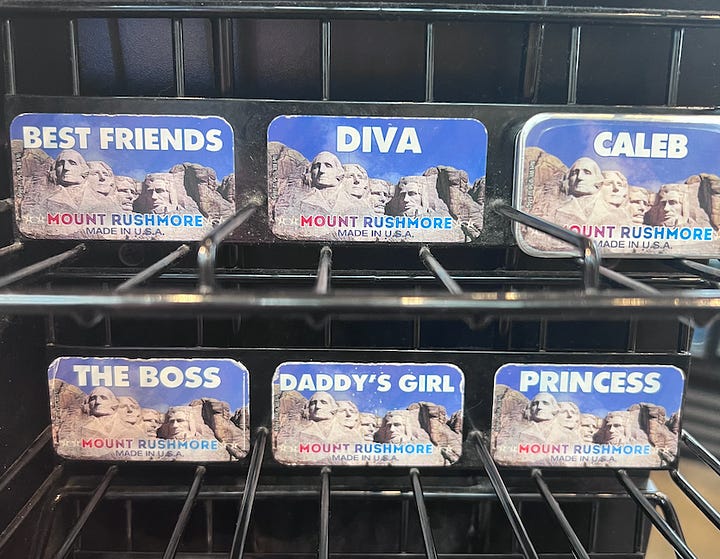 BEST FRIENDS
MOUNT RUSHMORE
MADE IN U.S.A.
DIVA
MOUNT RUSHMORE
MADE IN U.S.A.
CALEB
OUNT RUSHMORE
MADE IN U.S.A.
THE BOSS
MOUNT RUSHMORE
MADE IN U.S.A.
DADDY'S GIRL
MOUNT RUSHMORE
MADE IN U.S.A.
PRINCESS
MOUNT RUSHMORE
MADE IN U.S.A.